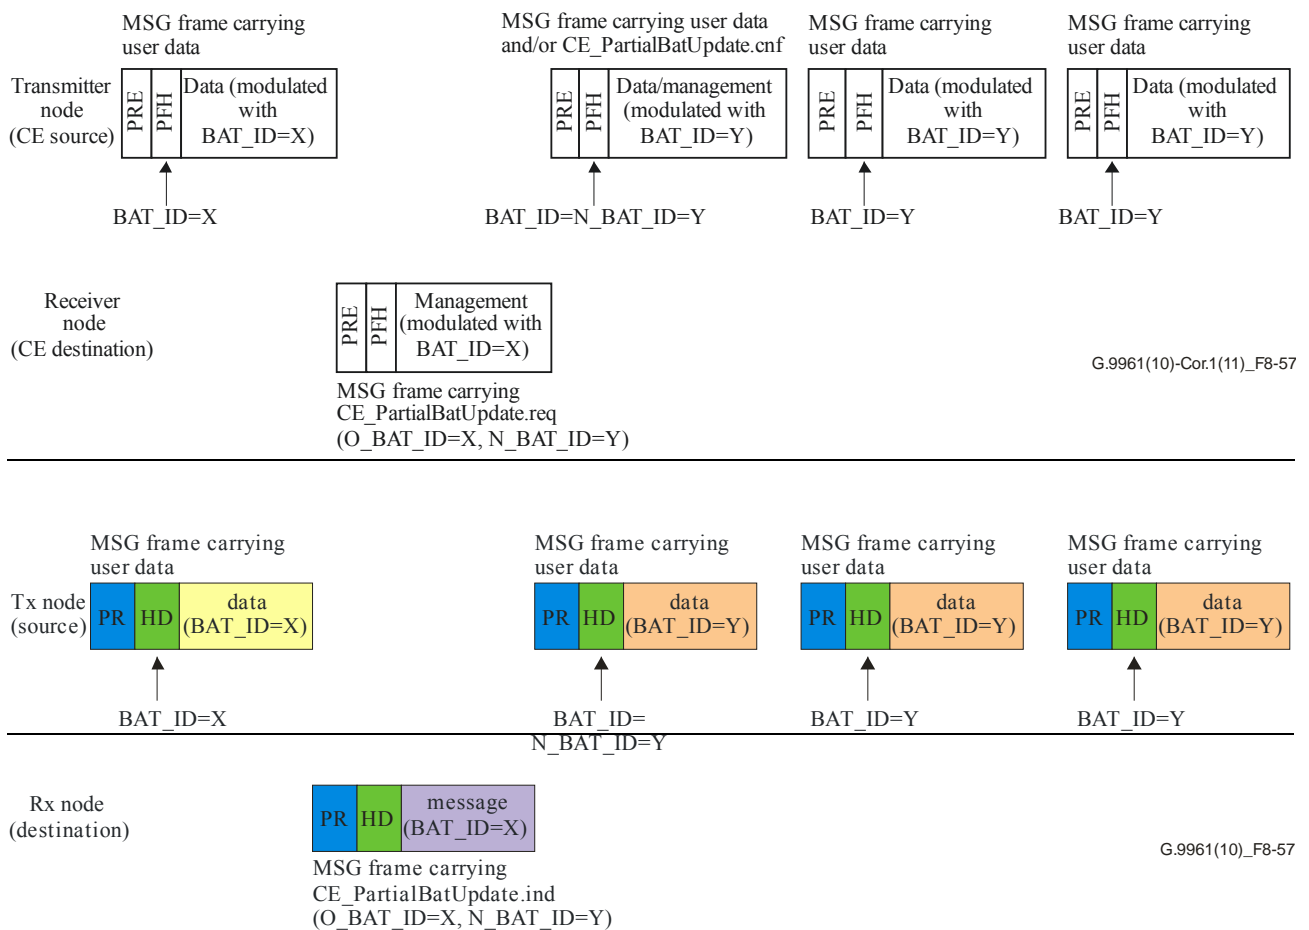 MSG frame carrying
user data
MSG frame carrying user data
and/or CE_PartialBatUpdate.cnf
MSG frame carrying
user data
MSG frame carrying
user data
Transmitter
node
(CE source)
PRE
PFH
Data (modulated
with
BAT_ID=X)
PRE
PFH
Data/management
(modulated with
BAT_ID=Y)
PRE
PFH
Data (modulated
with
BAT_ID=Y)
PRE
PFH
Data (modulated
with
BAT_ID=Y)
BAT_ID=X
BAT_ID=N_BAT_ID=Y
BAT_ID=Y
BAT_ID=Y
Receiver
node
(CE destination)
PRE
PFH
Management
(modulated with
BAT_ID=X)
G.9961(10)-Cor.1(11)_F8-57
MSG frame carrying
CE_PartialBatUpdate.req
(O_BAT_ID=X, N_BAT_ID=Y)
MSG frame carrying
user data
MSG frame carrying
user data
MSG frame carrying
user data
MSG frame carrying
user data
Tx node
(source)
PR
HD
data
(BAT_ID=X)
PR
HD
data
(BAT_ID=Y)
PR
HD
data
(BAT_ID=Y)
PR
HD
data
(BAT_ID=Y)
BAT_ID=X
BAT_ID=
N_BAT_ID=Y
BAT_ID=Y
BAT_ID=Y
Rx node
(destination)
PR
HD
message
(BAT_ID=X)
G.9961(10)_F8-57
MSG frame carrying
CE_PartialBatUpdate.ind
(O_BAT_ID=X, N_BAT_ID=Y)